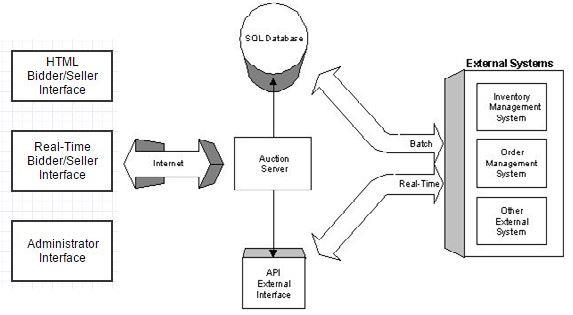 HTML
Bidder/Seller
Interface
Real-Time
Bidder/Seller
Interface
Administrator
Interface
Internet
SQL Database
Auction
Server
API
External
Interface
Batch
Real-Time
External Systems
Inventory
Management
System
Order
Management
System
Other
External
System